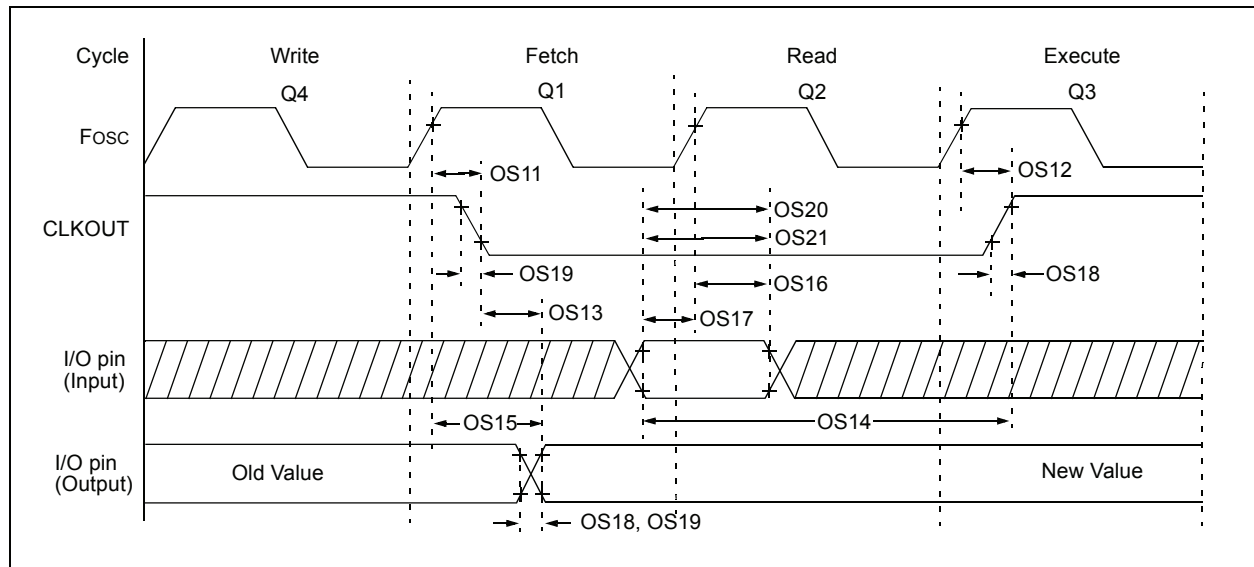 Cycle Write Fetch Read Execute
Q4 Q1 Q2 Q3
FOSC
OS11 OS12
CLKOUT
OS20
OS21
OS19 OS16 OS18
OS13 OS17
I/O pin
(Input)
OS15 OS14
I/O pin
(Output)
Old Value New Value
OS18, OS19